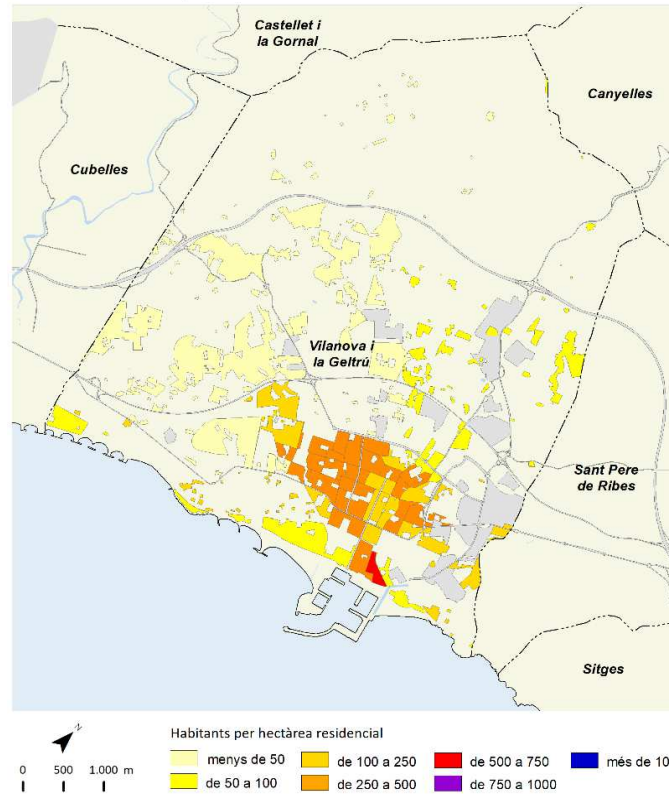 Castellet i
la Gornal
Canyelles
Cubelles
Vilanova i
la Geltrú
Sant Pere
de Ribes
Sitges
N
Habitants per hectàrea residencial
menys de 50
de 100 a 250
de 500 a 750
més de 10
de 50 a 100
de 250 a 500
de 750 a 1000
0 500 1.000 m